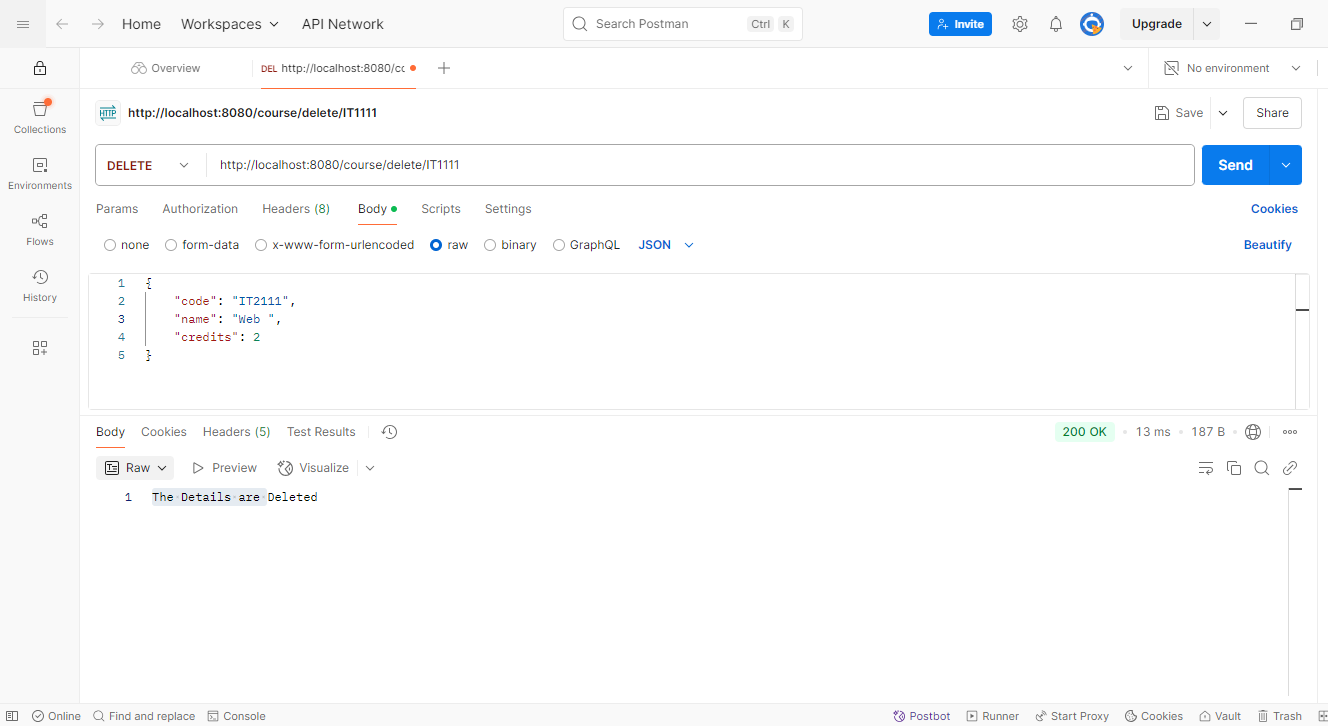 Home Workspaces API Network Search Postman Ctrl K Invite Upgrade
Overview DEL http://localhost:8080/cc No environment
Collections
Environments
Flows
History
HTTP http://localhost:8080/course/delete/IT1111 Save Share
DELETE http://localhost:8080/course/delete/IT1111 Send
Params Authorization Headers (8) Body Scripts Settings Cookies
none form-data x-www-form-urlencoded raw binary GraphQL JSON Beautify
1 {
2 "code": "IT2111",
3 "name": "Web ",
4 "credits": 2
5 }
Body Cookies Headers (5) Test Results 200 OK • 13 ms • 187 B •
Raw Preview Visualize
1 The Details are Deleted
Online Find and replace Console Postbot Runner Start Proxy Cookies Vault Trash